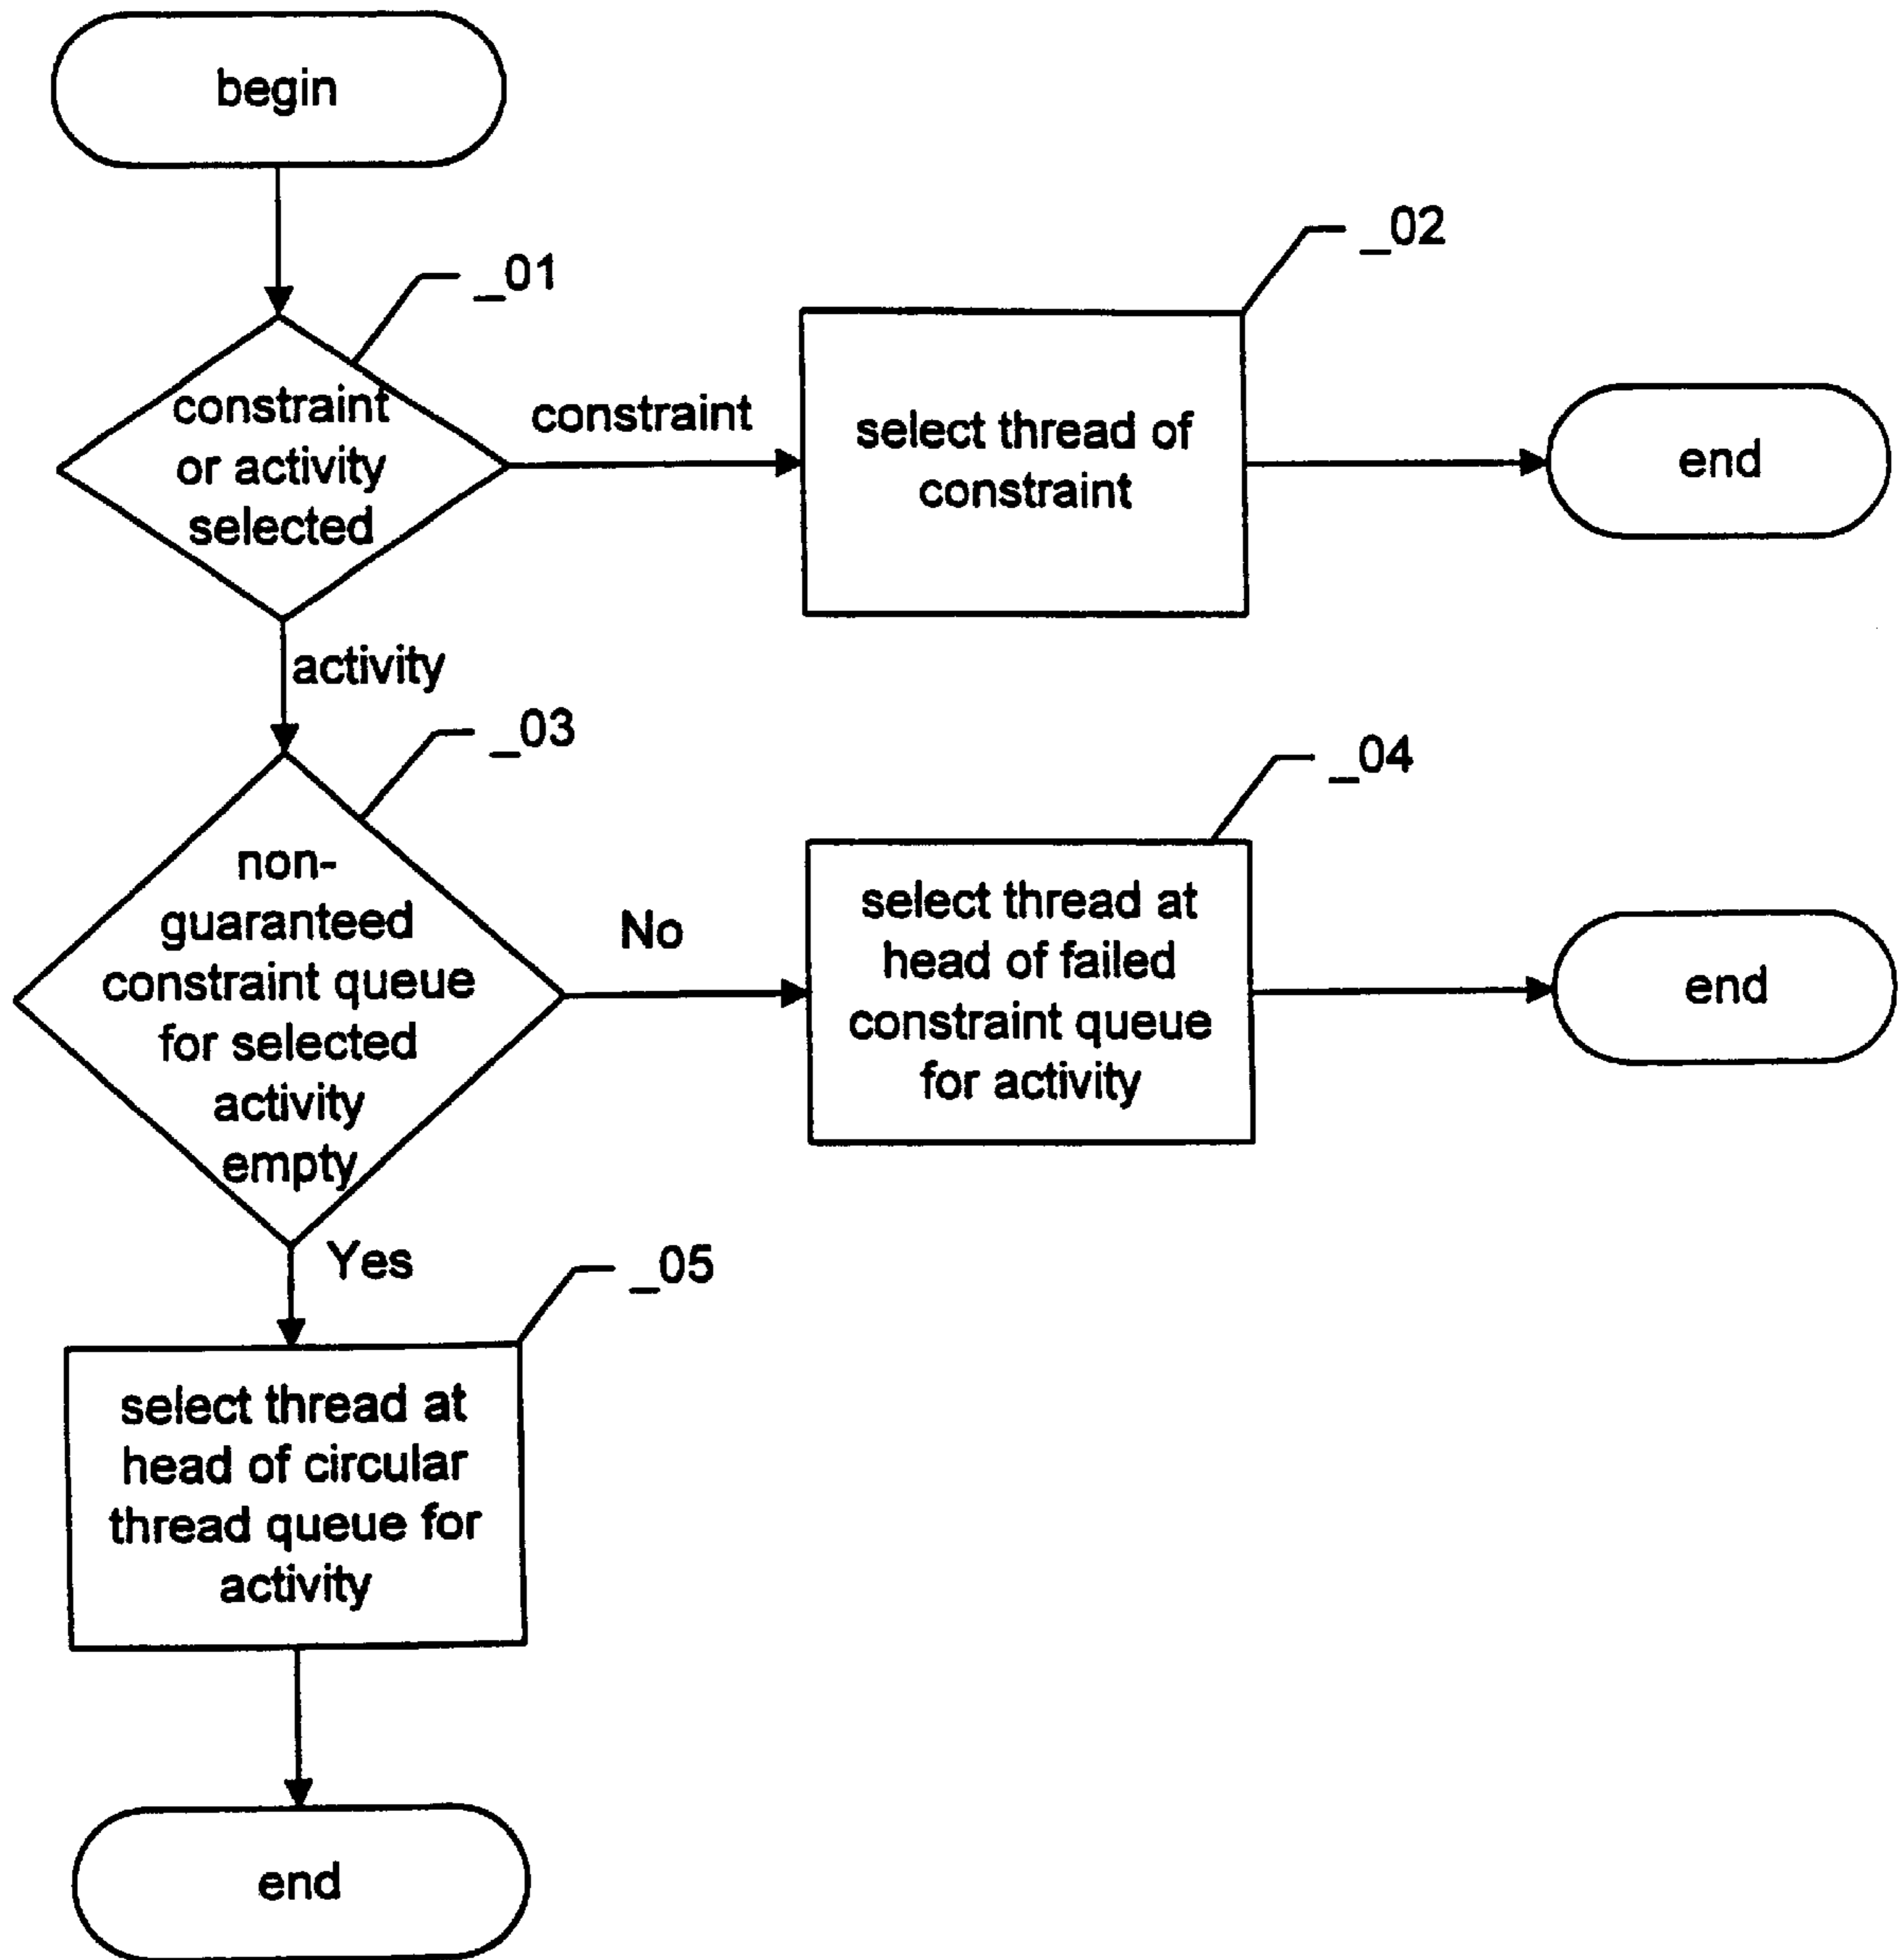 begin
_01
constraint
or activity
selected
constraint
_02
select thread of
constraint
end
activity
_03
non-
guaranteed
constraint queue
for selected
activity
empty
No
_04
select thread at
head of failed
constraint queue
for activity
end
Yes
_05
select thread at
head of circular
thread queue for
activity
end